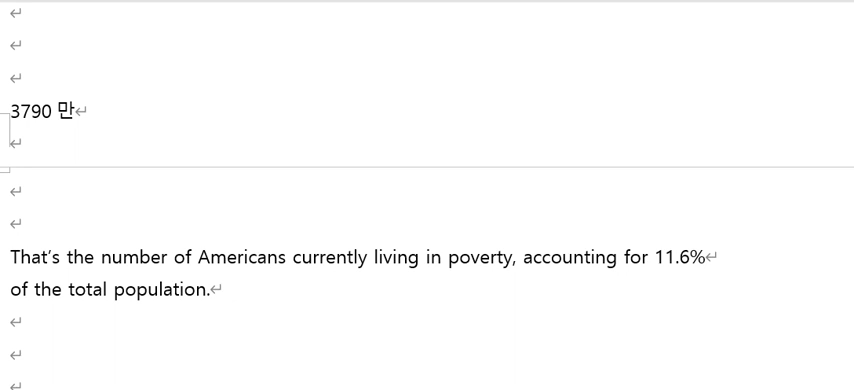 3790 만
That’s the number of Americans currently living in poverty, accounting for 11.6%
of the total population.